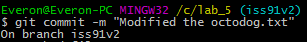 Everon@Everon-PC MINGW32 /c/lab_5 (iss91v2)
$ git commit -m "Modified the octodog.txt"
On branch iss91v2